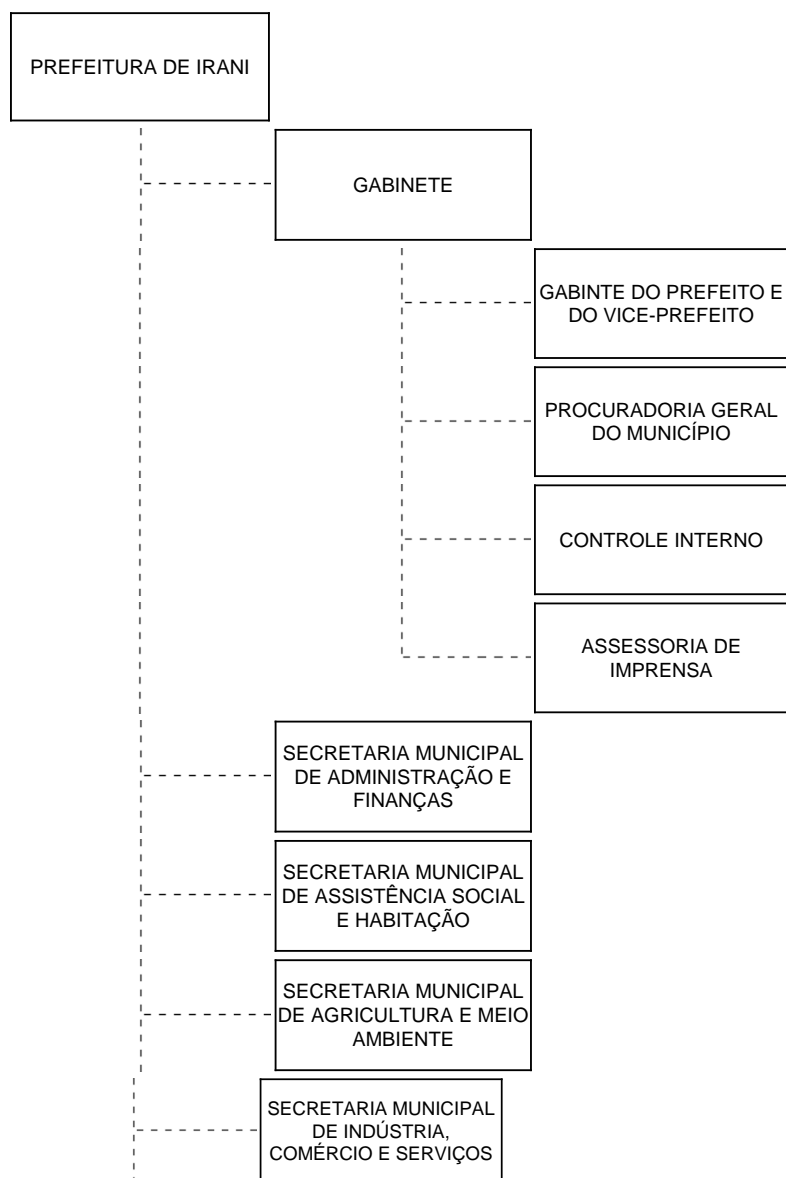 PREFEITURA DE IRANI
GABINETE
GABINTE DO PREFEITO E
DO VICE-PREFEITO
PROCURADORIA GERAL
DO MUNICÍPIO
CONTROLE INTERNO
ASSESSORIA DE
IMPRENSA
SECRETARIA MUNICIPAL
DE ADMINISTRAÇÃO E
FINANÇAS
SECRETARIA MUNICIPAL
DE ASSISTÊNCIA SOCIAL
E HABITAÇÃO
SECRETARIA MUNICIPAL
DE AGRICULTURA E MEIO
AMBIENTE
SECRETARIA MUNICIPAL
DE INDÚSTRIA,
COMÉRCIO E SERVIÇOS